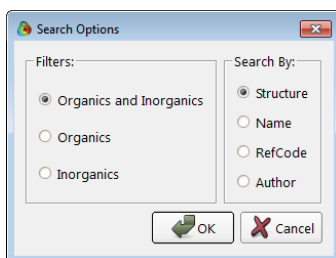 Search Options
Filters:
Organics and Inorganics
Organics
Inorganics
Search By:
Structure
Name
RefCode
Author
OK
Cancel